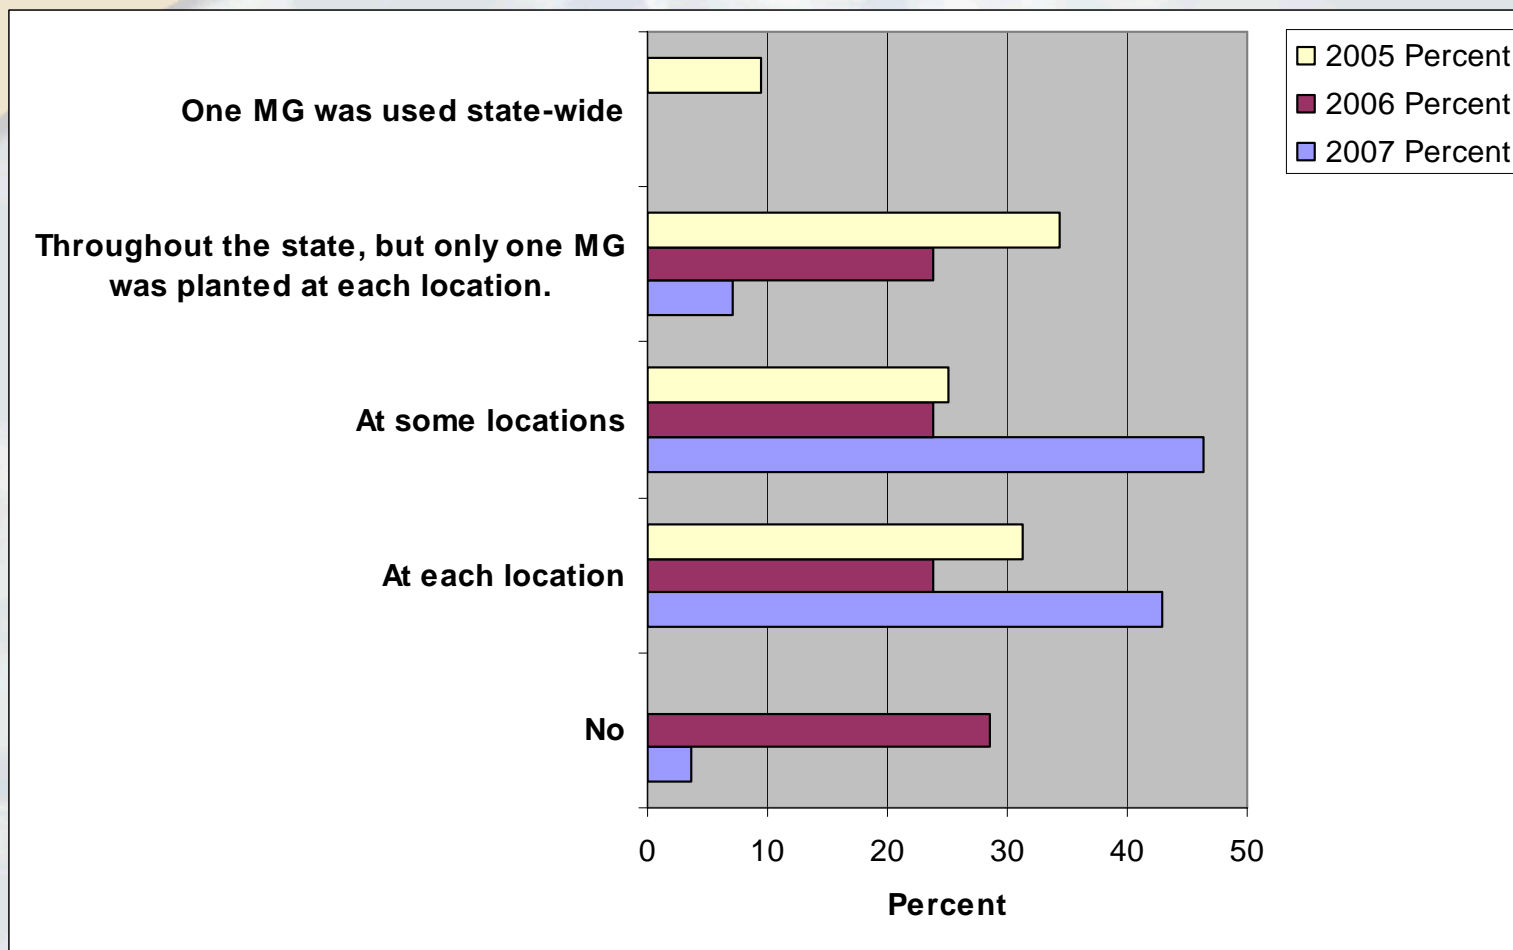 2005 Percent
2006 Percent
2007 Percent
One MG was used state-wide
Throughout the state, but only one MG
was planted at each location.
At some locations
At each location
No
0 10 20 30 40 50
Percent